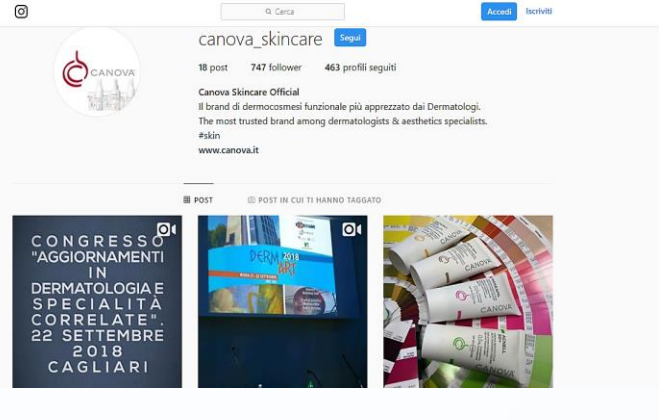 Cerca
Accedi Iscriviti
canova_skincare Segui
18 post 747 follower 463 profili seguiti
CANOVA
Canova Skincare Official
Il brand di dermocosmesi funzionale più apprezzato dai Dermatologi.
The most trusted brand among dermatologists & aesthetics specialists.
#skin
www.canova.it
POST POST IN CUI TI HANNO TAGGATO
CONGRESSO
"AGGIORNAMENTI
IN
DERMATOLOGIA E
SPECIALITÀ
CORRELATE".
22 SETTEMBRE
2018
CAGLIARI
DERM 2018
ART
CANOVA
CANOVA
CANOVA
CANOVA